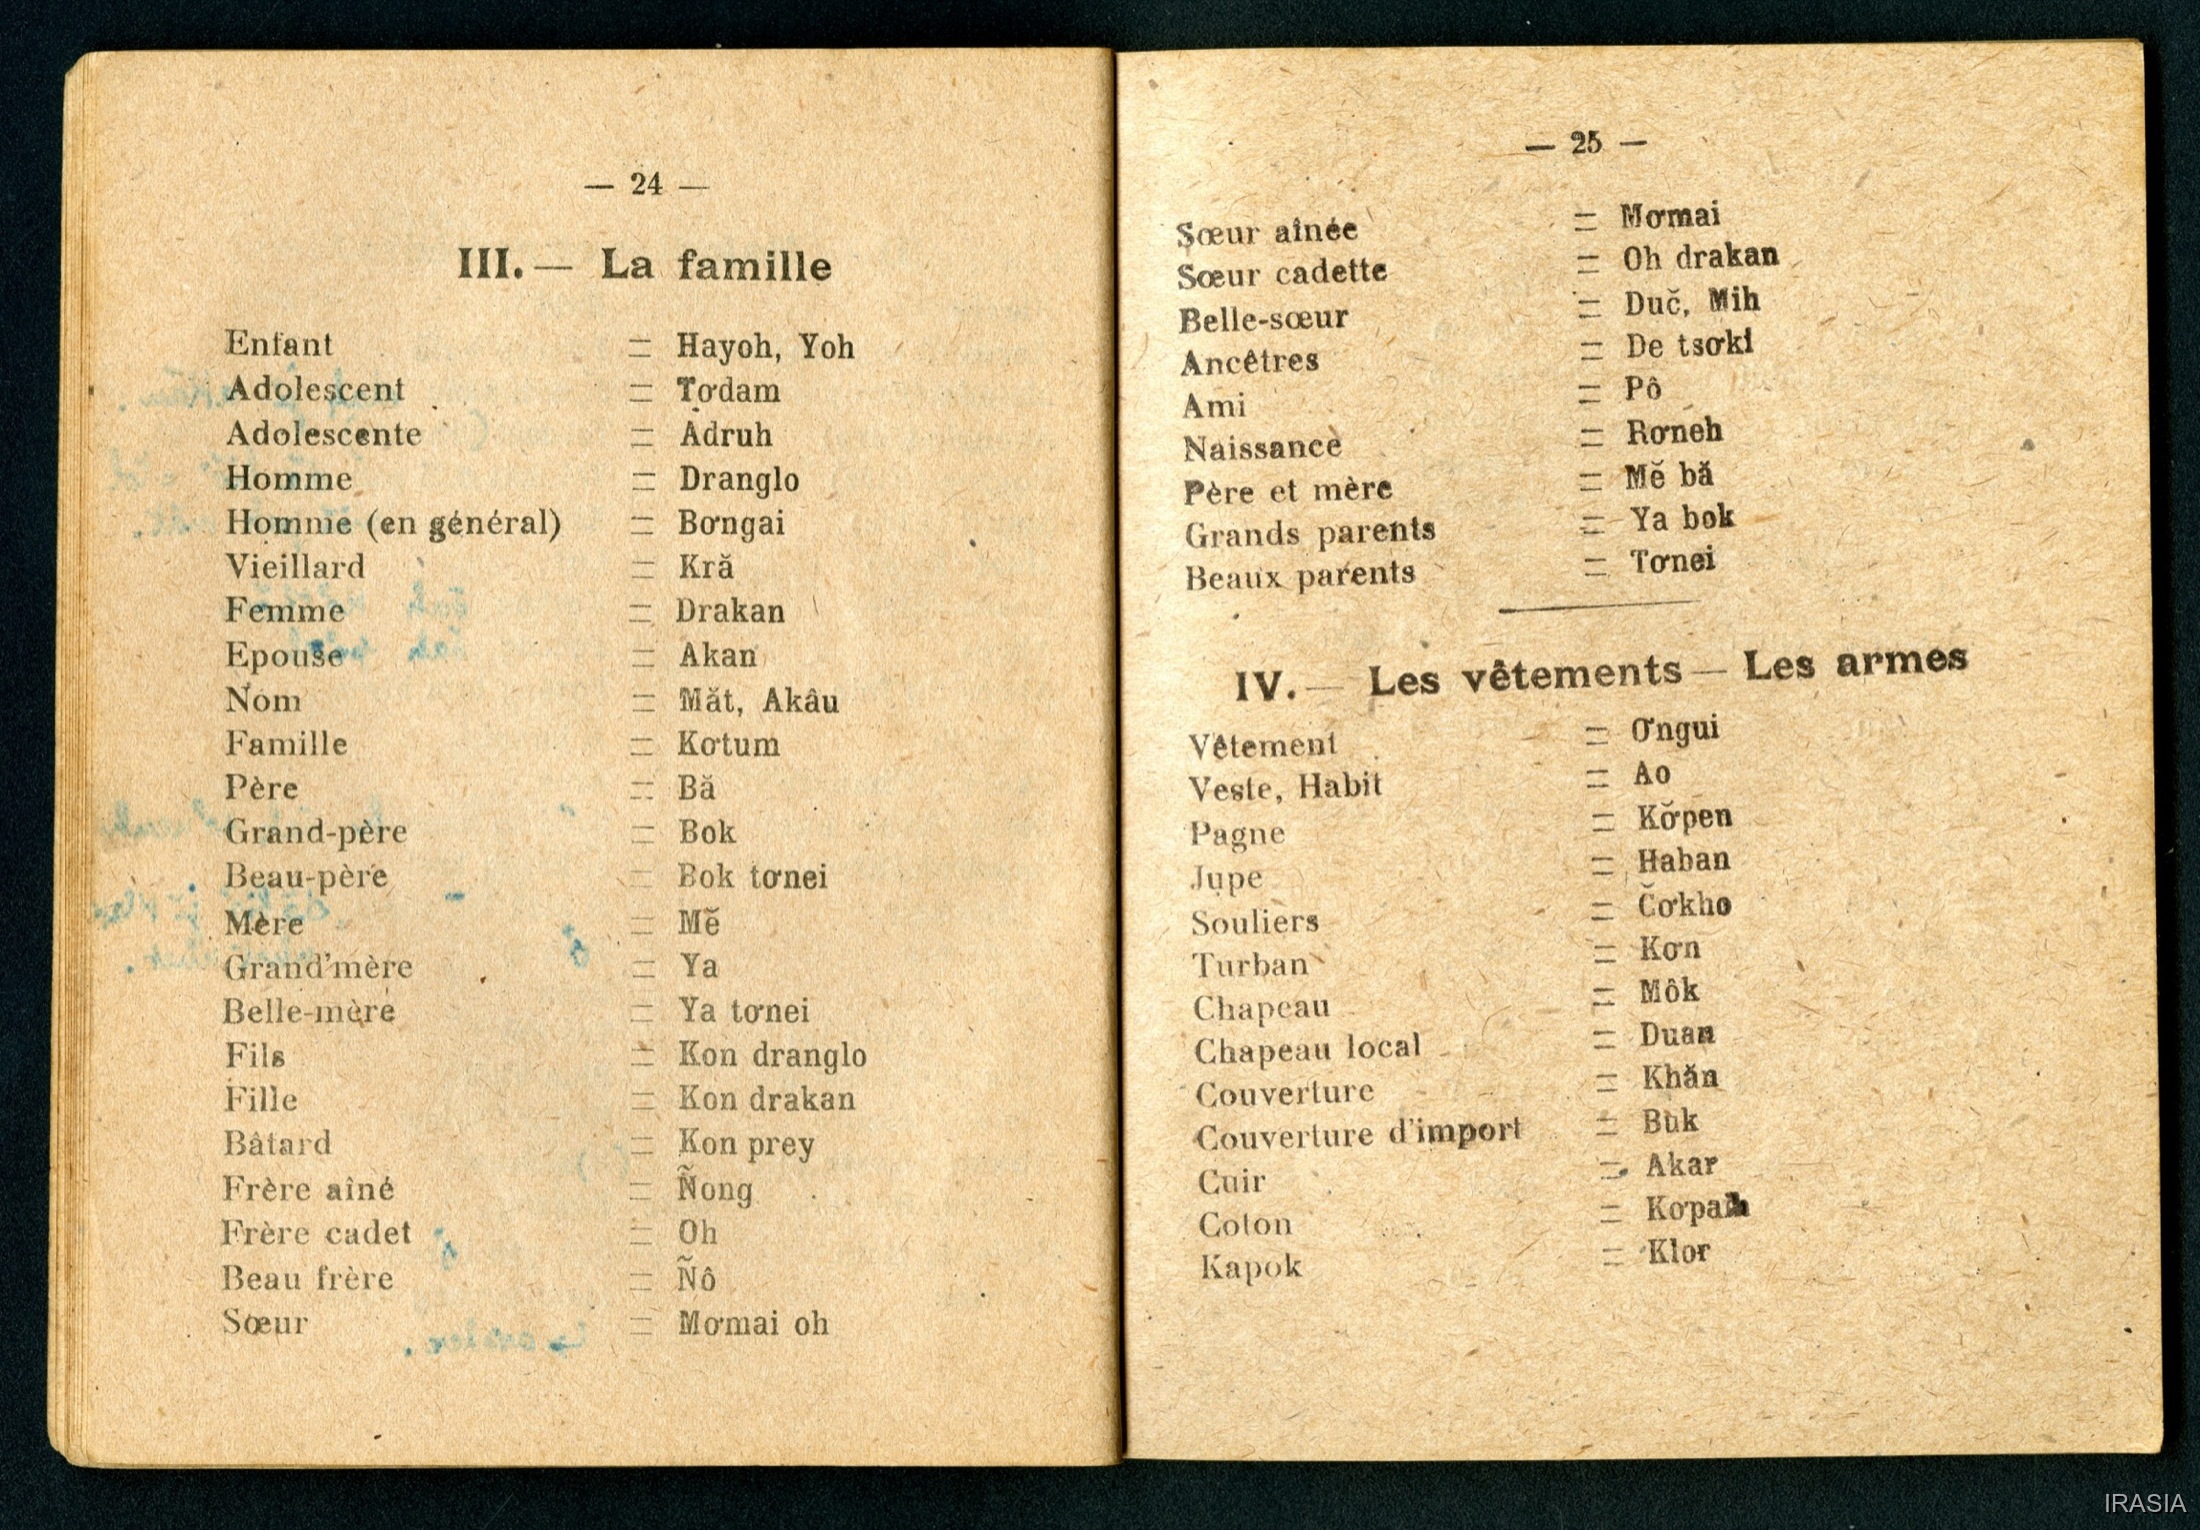 — 24 —
III. — La famille
Enfant = Hayoh, Yoh
Adolescent = Tơdam
Adolescente = Adruh
Homme = Dranglo
Homme (en général) = Bơngai
Vieillard = Kră
Femme = Drakan
Epouse = Akan
Nom = Măt, Akâu
Famille = Kơtum
Père = Bă
Grand-père = Bok
Beau-père = Bok tơnei
Mère = Mĕ
Grand'mère = Ya
Belle-mère = Ya tơnei
Fils = Kon dranglo
Fille = Kon drakan
Bâtard = Kon prey
Frère aîné = Ñong
Frère cadet = Oh
Beau frère = Ñô
Sœur = Mơmai oh
— 25 —
Sœur aînée = Mơmai
Sœur cadette = Oh drakan
Belle-sœur = Duč, Mih
Ancêtres = De tsơki
Ami = Pô
Naissance = Rơneh
Père et mère = Mĕ bă
Grands parents = Ya bok
Beaux parents = Tơnei
IV. — Les vêtements — Les armes
Vêtement = Ơngui
Veste, Habit = Ao
Pagne = Kơ̆pen
Jupe = Haban
Souliers = Čơkho
Turban = Kơn
Chapeau = Môk
Chapeau local = Duan
Couverture = Khăn
Couverture d'import = Buk
Cuir = Akar
Coton = Kơpaih
Kapok = Klor
IRASIA